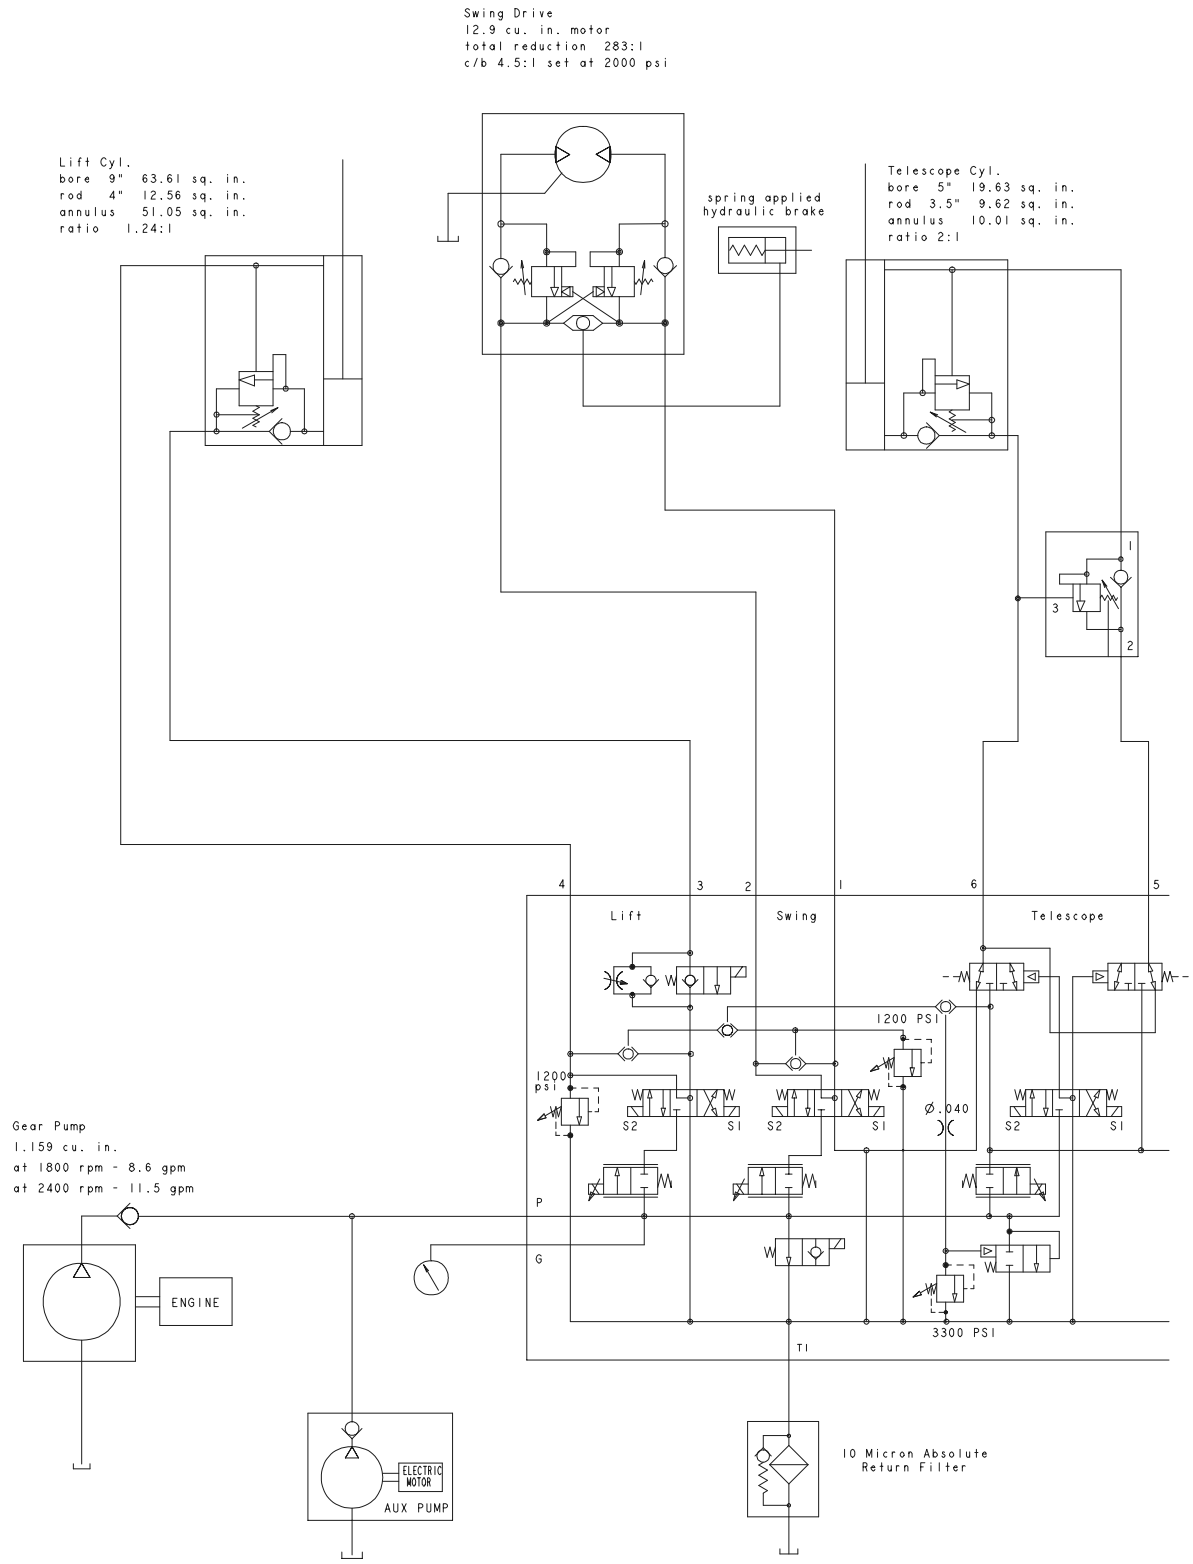 Swing Drive
12.9 cu. in. motor
total reduction 283:1
c/b 4.5:1 set at 2000 psi
Lift Cyl.
bore 9" 63.61 sq. in.
rod 4" 12.56 sq. in.
annulus 51.05 sq. in.
ratio 1.24:1
spring applied
hydraulic brake
Telescope Cyl.
bore 5" 19.63 sq. in.
rod 3.5" 9.62 sq. in.
annulus 10.01 sq. in.
ratio 2:1
1
3
2
4
3
2
1
6
5
Lift
Swing
Telescope
1200 PSI
1200
psi
Ø.040
S2
S1
S2
S1
S2
S1
Gear Pump
1.159 cu. in.
at 1800 rpm - 8.6 gpm
at 2400 rpm - 11.5 gpm
P
G
ENGINE
3300 PSI
T1
ELECTRIC
MOTOR
AUX PUMP
10 Micron Absolute
Return Filter